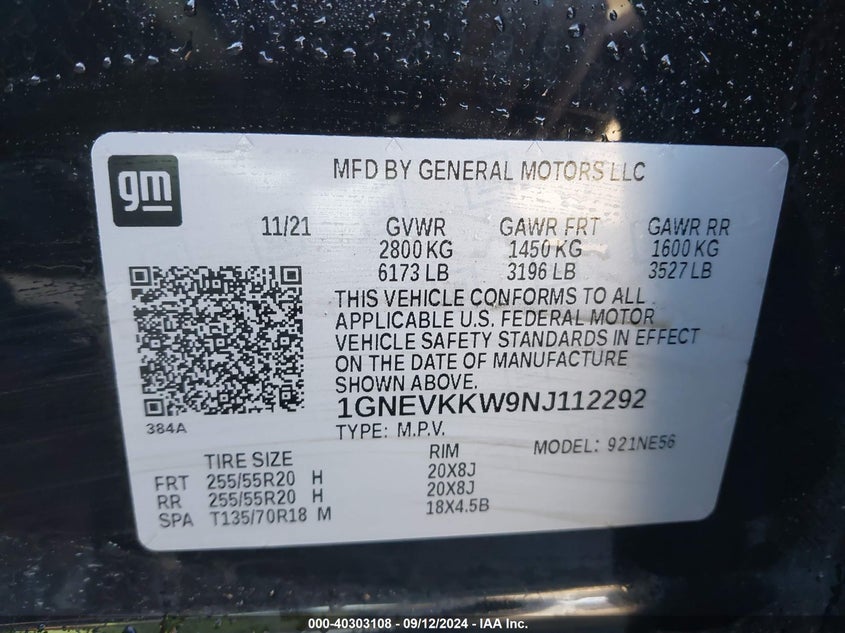 gm
MFD BY GENERAL MOTORS LLC
11/21 GVWR GAWR FRT GAWR RR
2800 KG 1450 KG 1600 KG
6173 LB 3196 LB 3527 LB
THIS VEHICLE CONFORMS TO ALL
APPLICABLE U.S. FEDERAL MOTOR
VEHICLE SAFETY STANDARDS IN EFFECT
ON THE DATE OF MANUFACTURE
SHOWN ABOVE.
384A
1GNEVKKW9NJ112292
TYPE: M.P.V.
MODEL: 921NE56
TIRE SIZE RIM
FRT 255/55R20 H 20X8J
RR 255/55R20 H 20X8J
SPA T135/70R18 M 18X4.5B
000-40303108 - 09/12/2024 - IAA Inc.